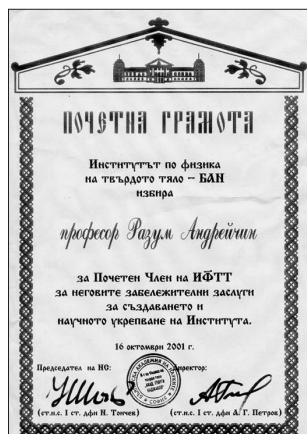 ПОЧЕТНА ГРАМОТА
Институтът по физика
на твърдото тяло – БАН
избира
професор Разум Андрейчин
за Почетен Член на ИФТТ
за неговите забележителни заслуги
за създаването и
научното укрепване на Института.
16 октомври 2001 г.
Председател на НС: Директор:
(ст.н.с. I ст. дфн Н. Тончев) (ст.н.с. I ст. дфн А. Г. Петров)